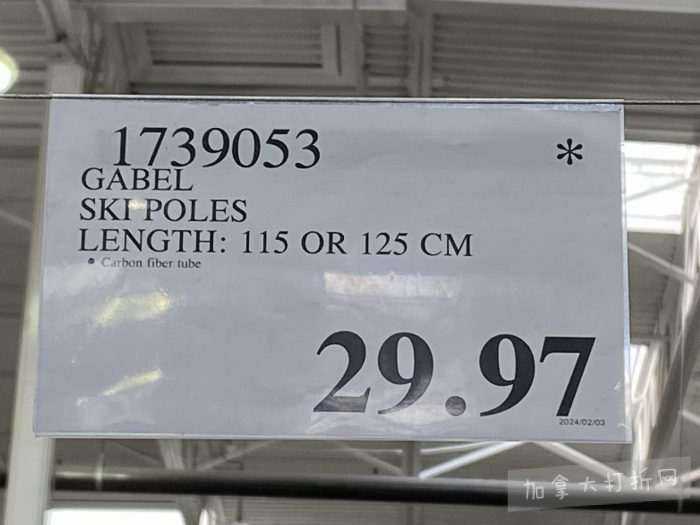 1739053 *
GABEL
SKI POLES
LENGTH: 115 OR 125 CM
• Carbon fiber tube
29.97
2024/02/03
加拿大打折网